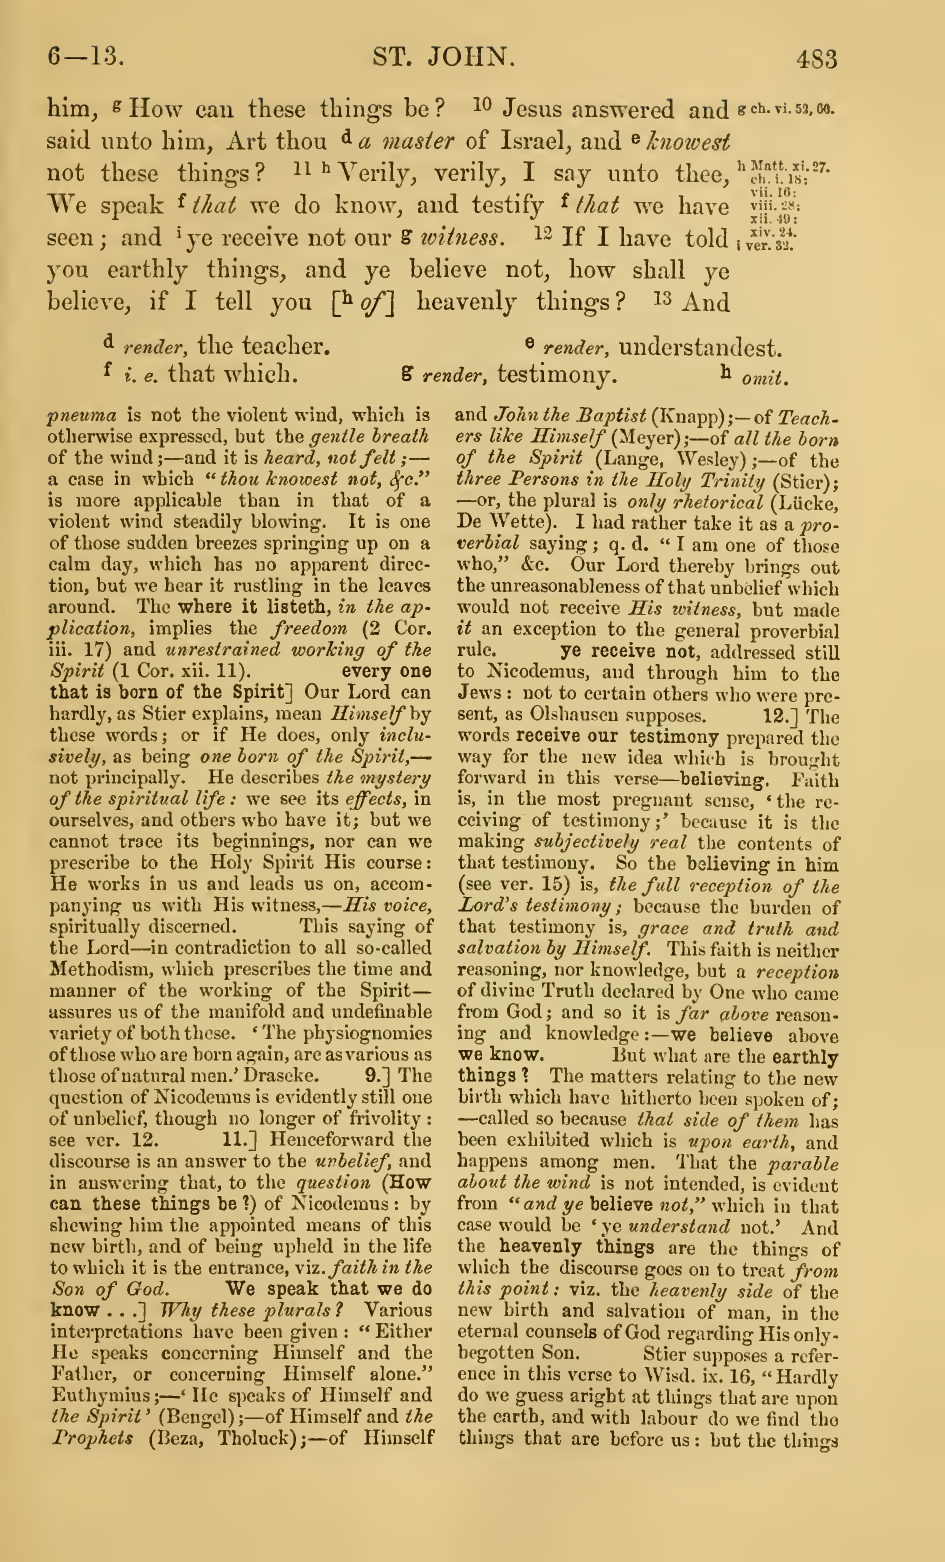 6—13. ST. JOHN. 483
him, g How can these things be? 10 Jesus answered and
said unto him, Art thou d a master of Israel, and e knowest
not these things? 11 h Verily, verily, I say unto thee,
We speak f that we do know, and testify f that we have
seen; and i ye receive not our g witness. 12 If I have told
you earthly things, and ye believe not, how shall ye
believe, if I tell you [h of] heavenly things? 13 And
g ch. vi. 52, 60.
h Matt. xi. 27.
ch. i. 18:
vii. 16:
viii. 28:
xii. 49:
xiv. 24.
i ver. 32.
d render, the teacher. e render, understandest.
f i. e. that which. g render, testimony. h omit.
pneuma is not the violent wind, which is
otherwise expressed, but the gentle breath
of the wind;—and it is heard, not felt;—
a case in which "thou knowest not, &c."
is more applicable than in that of a
violent wind steadily blowing. It is one
of those sudden breezes springing up on a
calm day, which has no apparent direc-
tion, but we hear it rustling in the leaves
around. The where it listeth, in the ap-
plication, implies the freedom (2 Cor.
iii. 17) and unrestrained working of the
Spirit (1 Cor. xii. 11). every one
that is born of the Spirit] Our Lord can
hardly, as Stier explains, mean Himself by
these words; or if He does, only inclu-
sively, as being one born of the Spirit,—
not principally. He describes the mystery
of the spiritual life: we see its effects, in
ourselves, and others who have it; but we
cannot trace its beginnings, nor can we
prescribe to the Holy Spirit His course:
He works in us and leads us on, accom-
panying us with His witness,—His voice,
spiritually discerned. This saying of
the Lord—in contradiction to all so-called
Methodism, which prescribes the time and
manner of the working of the Spirit—
assures us of the manifold and undefinable
variety of both these. 'The physiognomies
of those who are born again, are as various as
those of natural men.' Draseke. 9.] The
question of Nicodemus is evidently still one
of unbelief, though no longer of frivolity:
see ver. 12. 11.] Henceforward the
discourse is an answer to the unbelief, and
in answering that, to the question (How
can these things be?) of Nicodemus: by
shewing him the appointed means of this
new birth, and of being upheld in the life
to which it is the entrance, viz. faith in the
Son of God. We speak that we do
know . . .] Why these plurals? Various
interpretations have been given: "Either
He speaks concerning Himself and the
Father, or concerning Himself alone."
Euthymius;—'He speaks of Himself and
the Spirit' (Bengel);—of Himself and the
Prophets (Beza, Tholuck);—of Himself
and John the Baptist (Knapp);—of Teach-
ers like Himself (Meyer);—of all the born
of the Spirit (Lange, Wesley);—of the
three Persons in the Holy Trinity (Stier);
—or, the plural is only rhetorical (Lücke,
De Wette). I had rather take it as a pro-
verbial saying; q. d. "I am one of those
who," &c. Our Lord thereby brings out
the unreasonableness of that unbelief which
would not receive His witness, but made
it an exception to the general proverbial
rule. ye receive not, addressed still
to Nicodemus, and through him to the
Jews: not to certain others who were pre-
sent, as Olshausen supposes. 12.] The
words receive our testimony prepared the
way for the new idea which is brought
forward in this verse—believing. Faith
is, in the most pregnant sense, 'the re-
ceiving of testimony;' because it is the
making subjectively real the contents of
that testimony. So the believing in him
(see ver. 15) is, the full reception of the
Lord's testimony; because the burden of
that testimony is, grace and truth and
salvation by Himself. This faith is neither
reasoning, nor knowledge, but a reception
of divine Truth declared by One who came
from God; and so it is far above reason-
ing and knowledge:—we believe above
we know. But what are the earthly
things? The matters relating to the new
birth which have hitherto been spoken of;
—called so because that side of them has
been exhibited which is upon earth, and
happens among men. That the parable
about the wind is not intended, is evident
from "and ye believe not," which in that
case would be 'ye understand not.' And
the heavenly things are the things of
which the discourse goes on to treat from
this point: viz. the heavenly side of the
new birth and salvation of man, in the
eternal counsels of God regarding His only-
begotten Son. Stier supposes a refer-
ence in this verse to Wisd. ix. 16, "Hardly
do we guess aright at things that are upon
the earth, and with labour do we find the
things that are before us: but the things